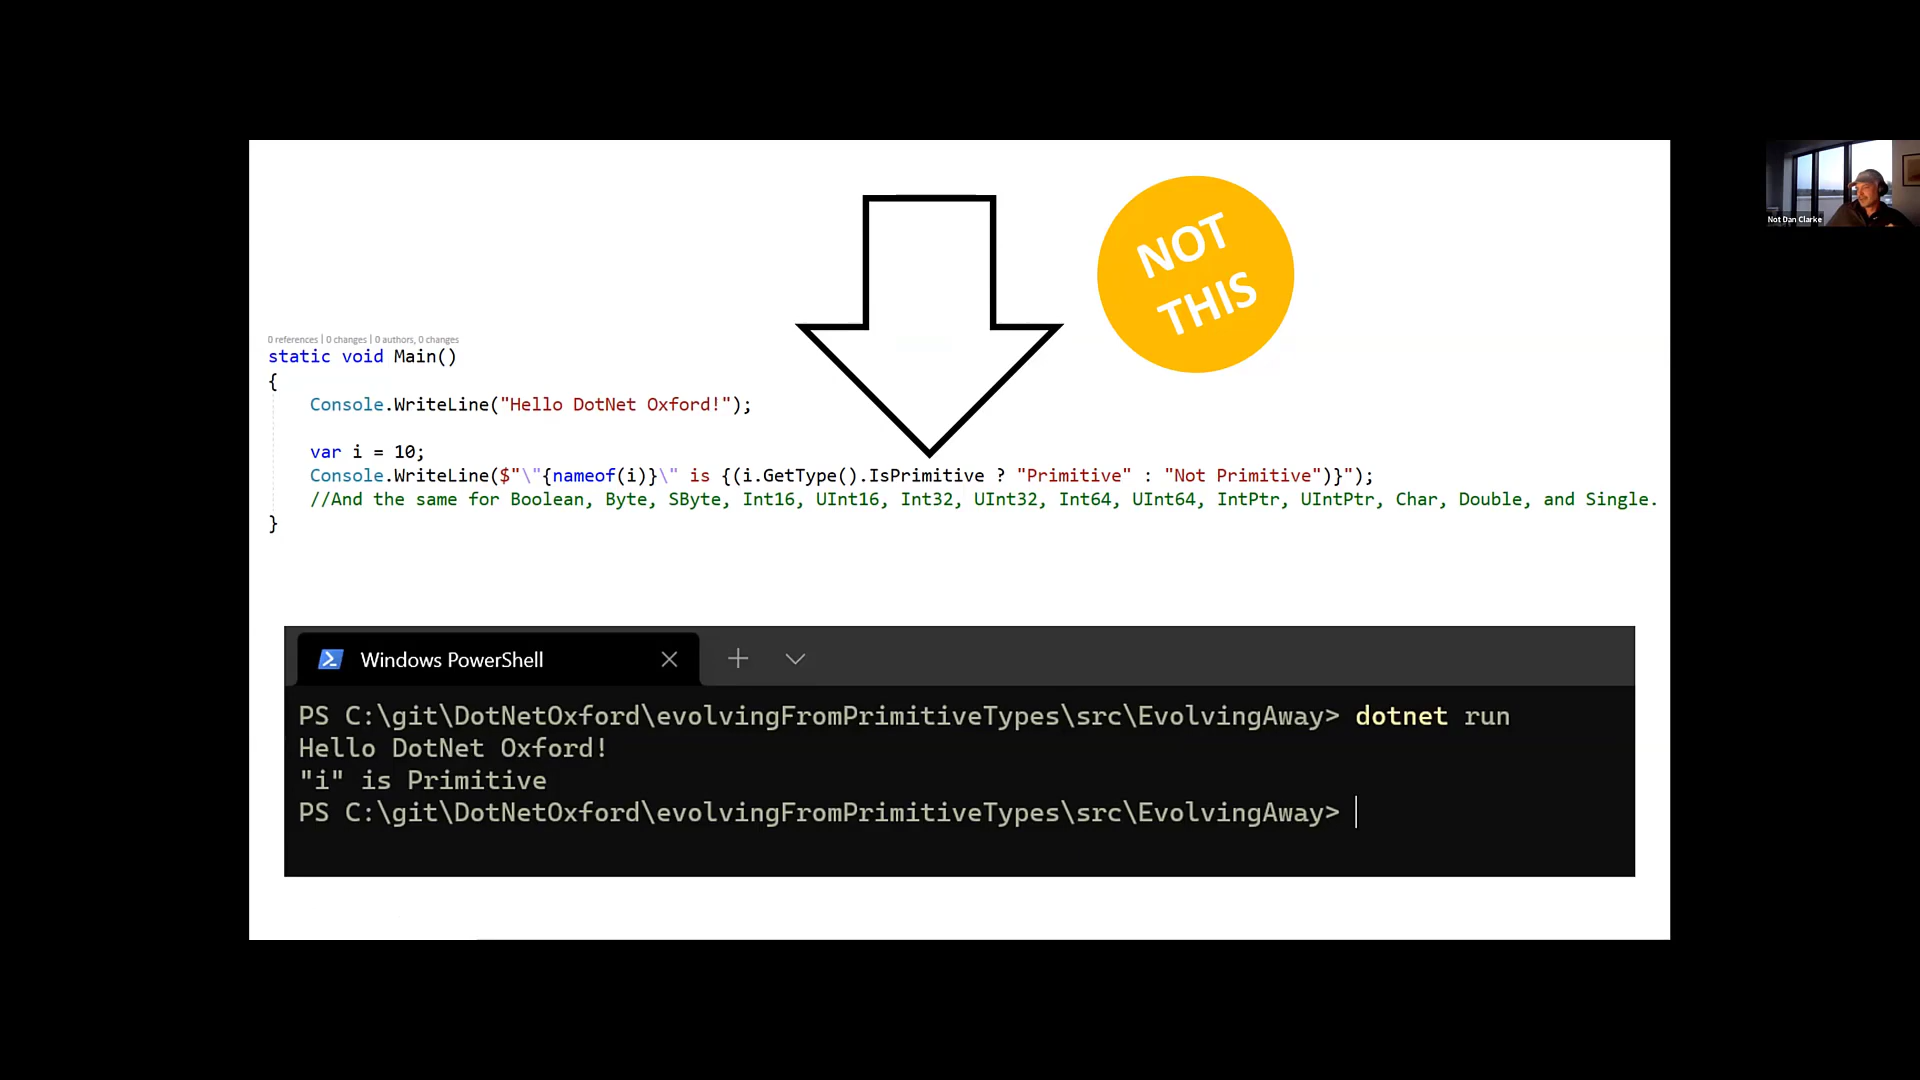 NOT
THIS
Not Dan Clarke
0 references | 0 changes | 0 authors, 0 changes
static void Main()
{
Console.WriteLine("Hello DotNet Oxford!");
var i = 10;
Console.WriteLine($"\"{nameof(i)}\" is {(i.GetType().IsPrimitive ? "Primitive" : "Not Primitive")}");
//And the same for Boolean, Byte, SByte, Int16, UInt16, Int32, UInt32, Int64, UInt64, IntPtr, UIntPtr, Char, Double, and Single.
}
Windows PowerShell
PS C:\git\DotNetOxford\evolvingFromPrimitiveTypes\src\EvolvingAway> dotnet run
Hello DotNet Oxford!
"i" is Primitive
PS C:\git\DotNetOxford\evolvingFromPrimitiveTypes\src\EvolvingAway>